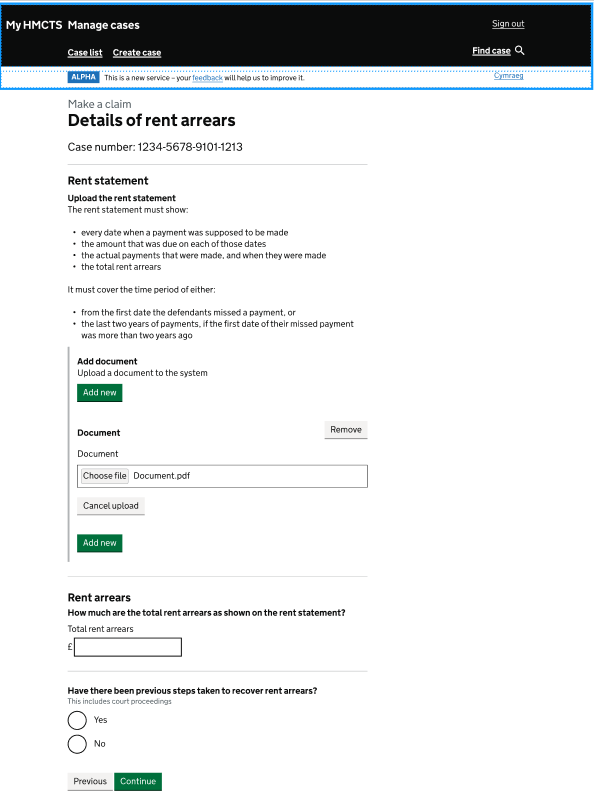 My HMCTS Manage cases
Sign out
Case list Create case
Find case
ALPHA This is a new service – your feedback will help us to improve it.
Cymraeg
Make a claim
Details of rent arrears
Case number: 1234-5678-9101-1213
Rent statement
Upload the rent statement
The rent statement must show:
• every date when a payment was supposed to be made
• the amount that was due on each of those dates
• the actual payments that were made, and when they were made
• the total rent arrears
It must cover the time period of either:
• from the first date the defendants missed a payment, or
• the last two years of payments, if the first date of their missed payment
was more than two years ago
Add document
Upload a document to the system
Add new
Document
Remove
Document
Choose file Document.pdf
Cancel upload
Add new
Rent arrears
How much are the total rent arrears as shown on the rent statement?
Total rent arrears
£
Have there been previous steps taken to recover rent arrears?
This includes court proceedings
Yes
No
Previous Continue